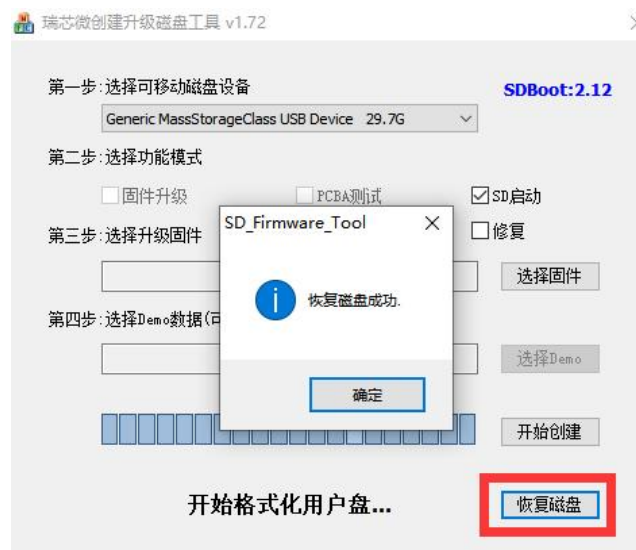 瑞芯微创建升级磁盘工具 v1.72
第一步:选择可移动磁盘设备
SDBoot:2.12
Generic MassStorageClass USB Device 29.7G
第二步:选择功能模式
固件升级
PCBA测试
SD启动
第三步:选择升级固件
修复
SD_Firmware_Tool
恢复磁盘成功.
确定
选择固件
第四步:选择Demo数据(可
选择Demo
开始创建
开始格式化用户盘...
恢复磁盘